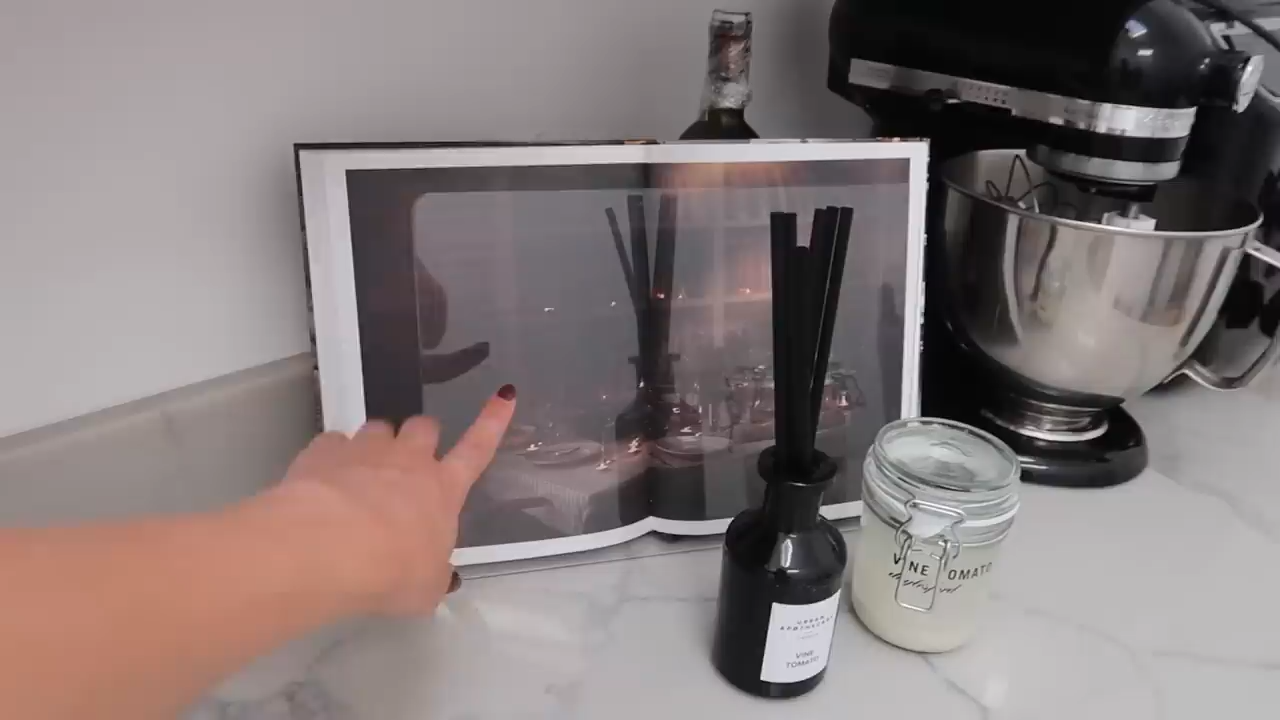 URBAN
APOTHECARY
VINE
TOMATO
VINE TOMATO